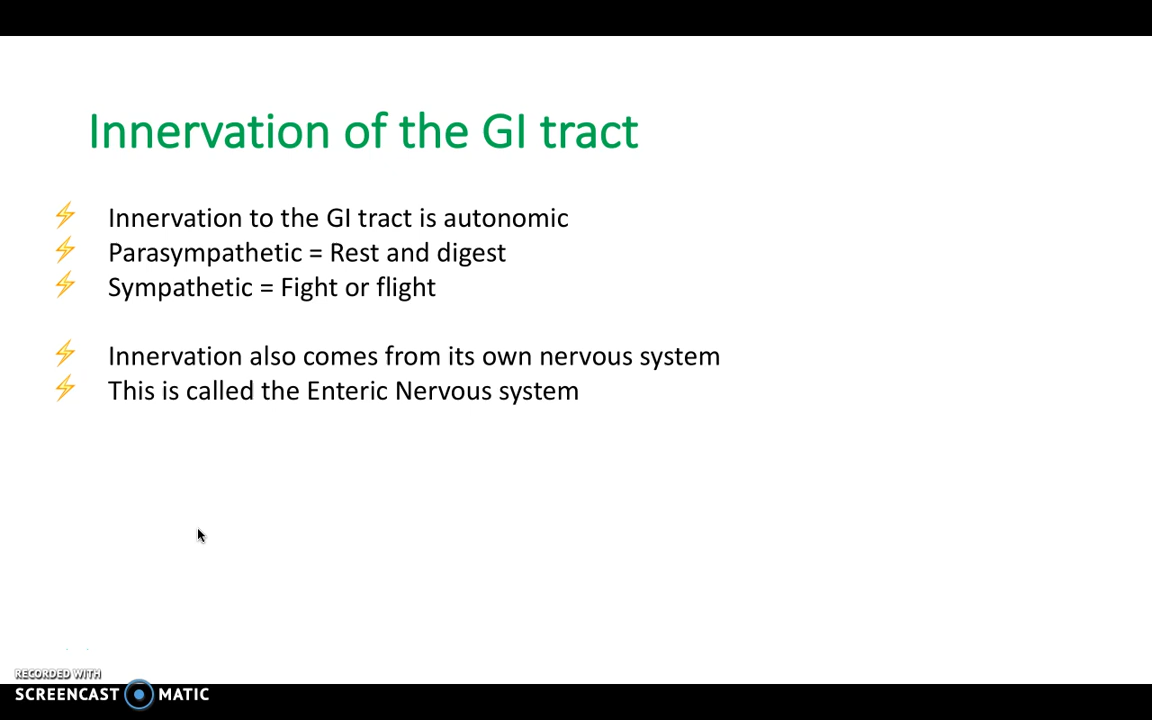 Innervation of the GI tract
Innervation to the GI tract is autonomic
Parasympathetic = Rest and digest
Sympathetic = Fight or flight
Innervation also comes from its own nervous system
This is called the Enteric Nervous system
RECORDED WITH
SCREENCAST MATIC